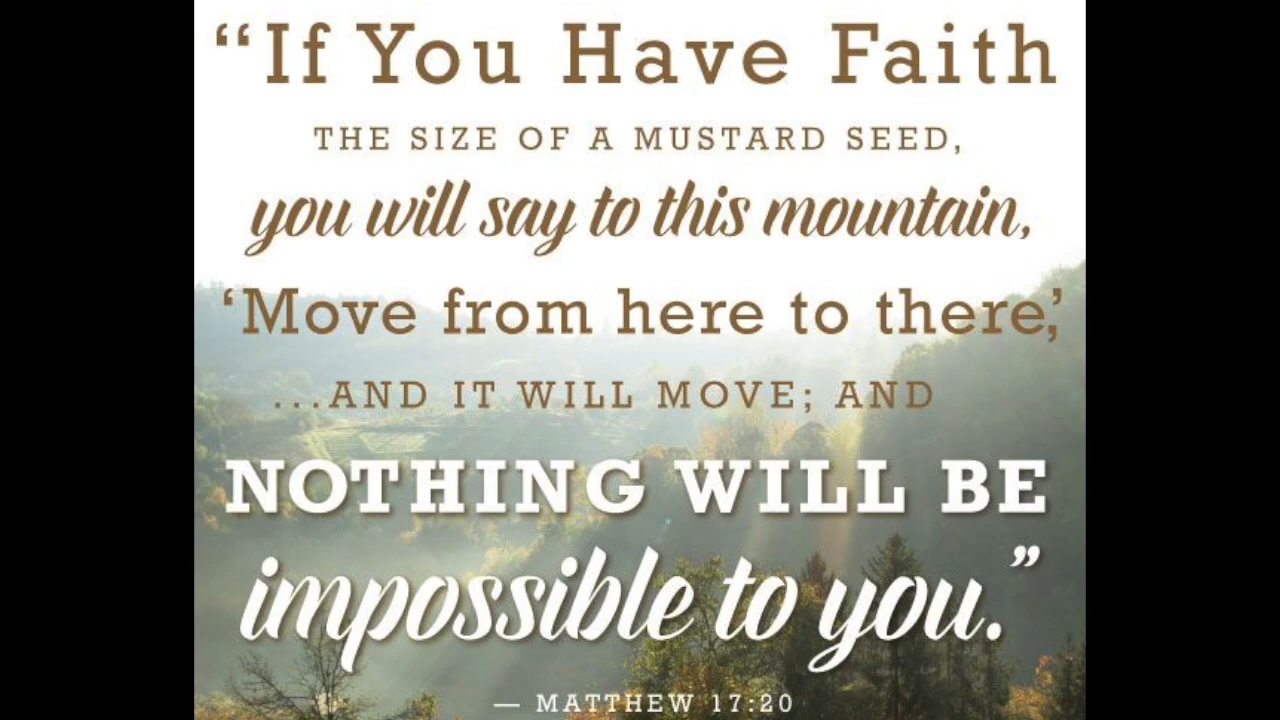 “If You Have Faith
THE SIZE OF A MUSTARD SEED,
you will say to this mountain,
‘Move from here to there,’
...AND IT WILL MOVE; AND
NOTHING WILL BE
impossible to you.”
— MATTHEW 17:20